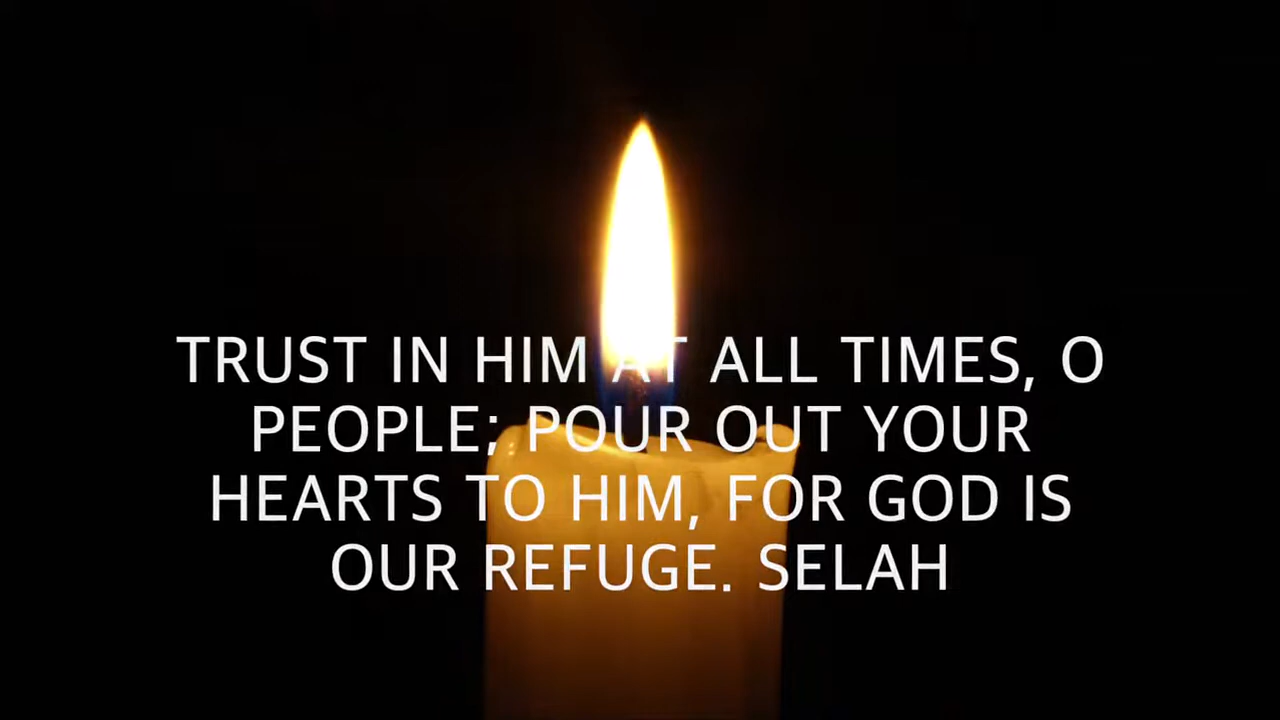 TRUST IN HIM AT ALL TIMES, O
PEOPLE; POUR OUT YOUR
HEARTS TO HIM, FOR GOD IS
OUR REFUGE. SELAH